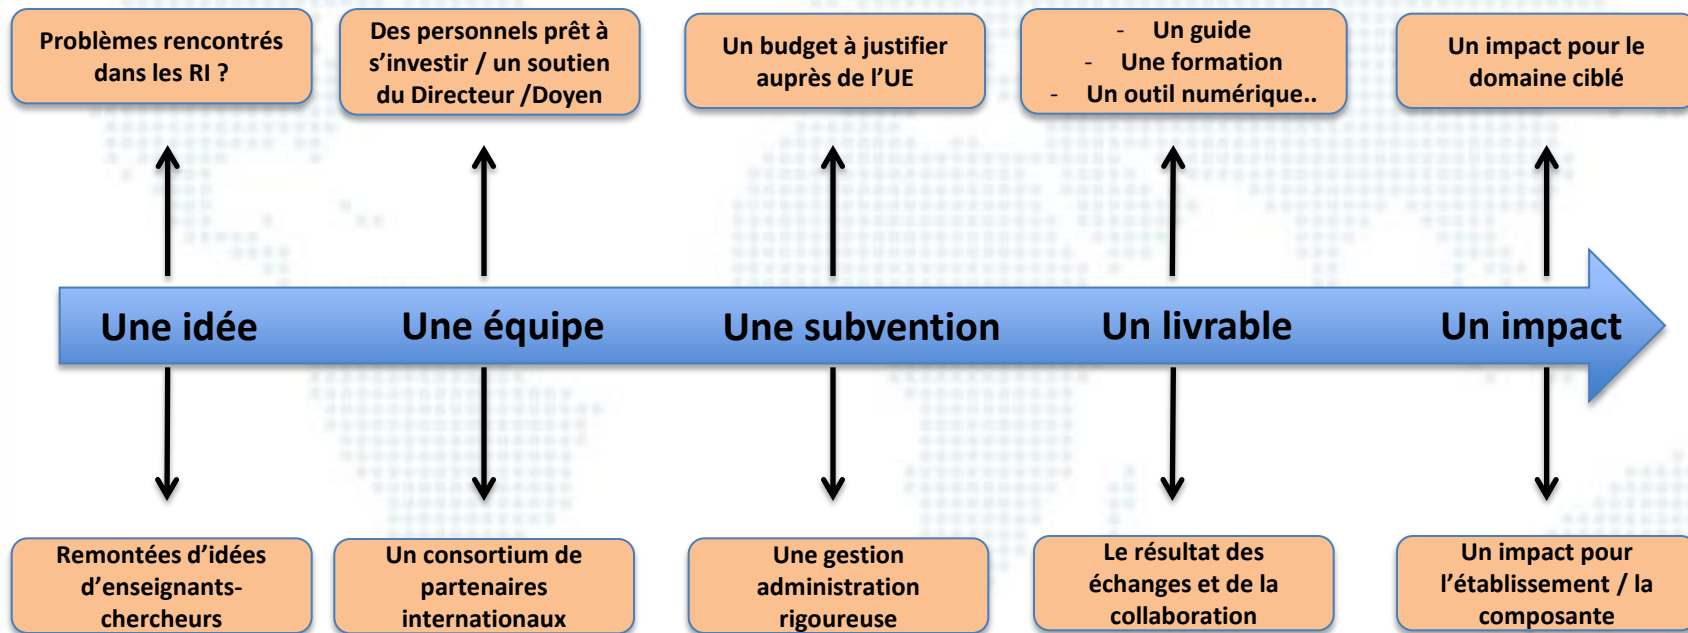 Problèmes rencontrés
dans les RI ?
Des personnels prêt à
s'investir / un soutien
du Directeur /Doyen
Un budget à justifier
auprès de l'UE
- Un guide
- Une formation
- Un outil numérique..
Un impact pour le
domaine ciblé
Une idée
Une équipe
Une subvention
Un livrable
Un impact
Remontées d'idées
d'enseignants-
chercheurs
Un consortium de
partenaires
internationaux
Une gestion
administration
rigoureuse
Le résultat des
échanges et de la
collaboration
Un impact pour
l'établissement / la
composante